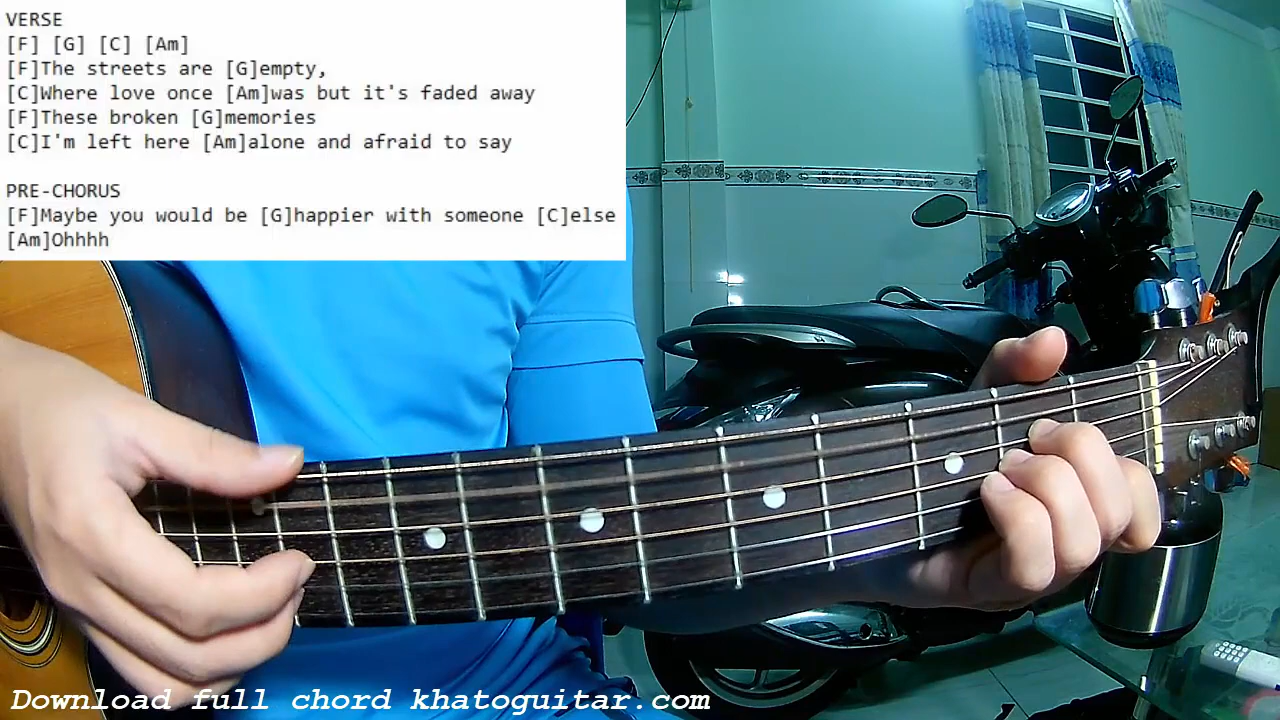 VERSE
[F] [G] [C] [Am]
[F]The streets are [G]empty,
[C]Where love once [Am]was but it's faded away
[F]These broken [G]memories
[C]I'm left here [Am]alone and afraid to say
PRE-CHORUS
[F]Maybe you would be [G]happier with someone [C]else
[Am]Ohhhh
Download full chord khatoguitar.com